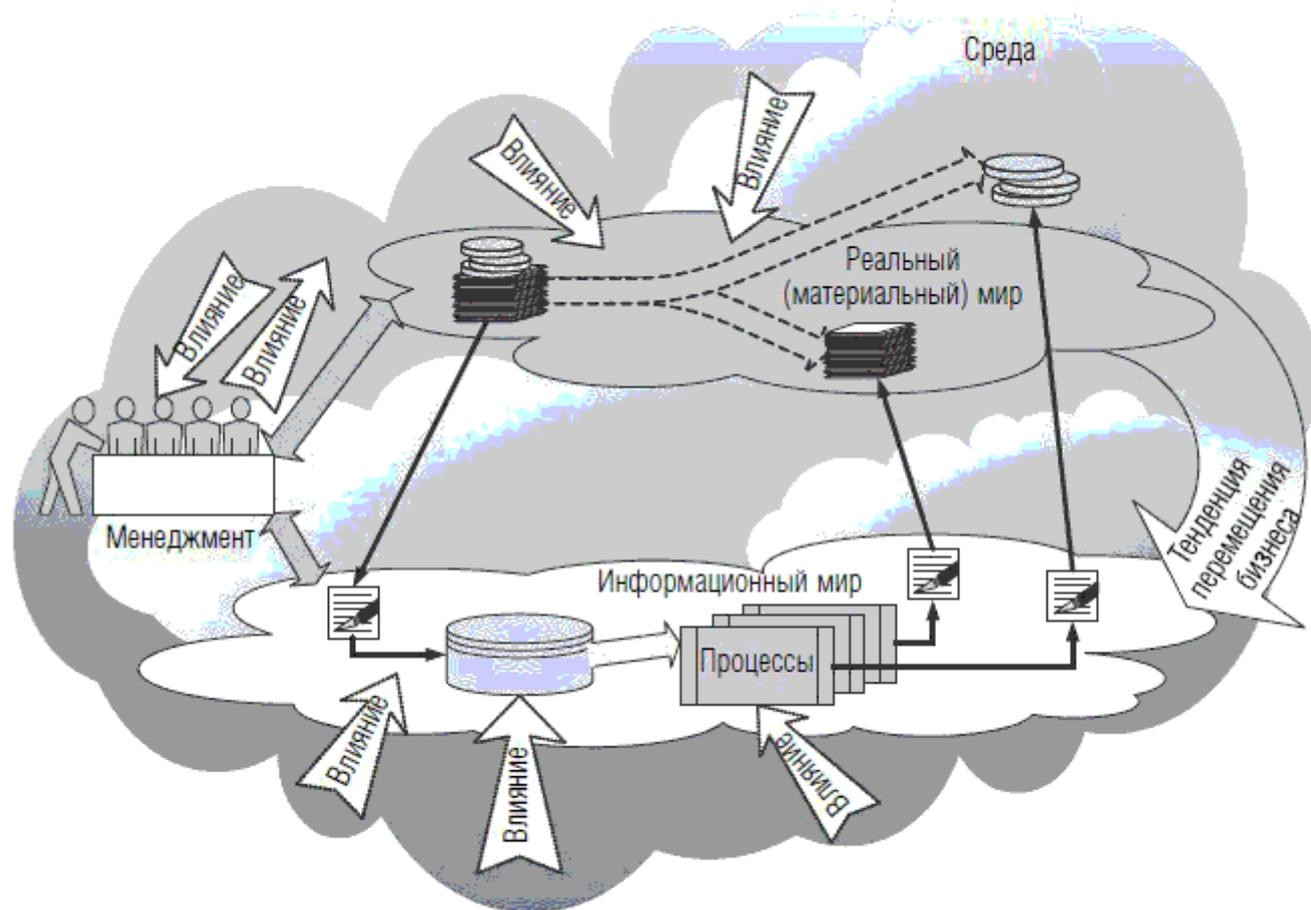 Среда
Влияние
Влияние
Реальный
(материальный) мир
Влияние
Влияние
Менеджмент
Тенденция
перемещения
бизнеса
Информационный мир
Процессы
Влияние
Влияние
Влияние